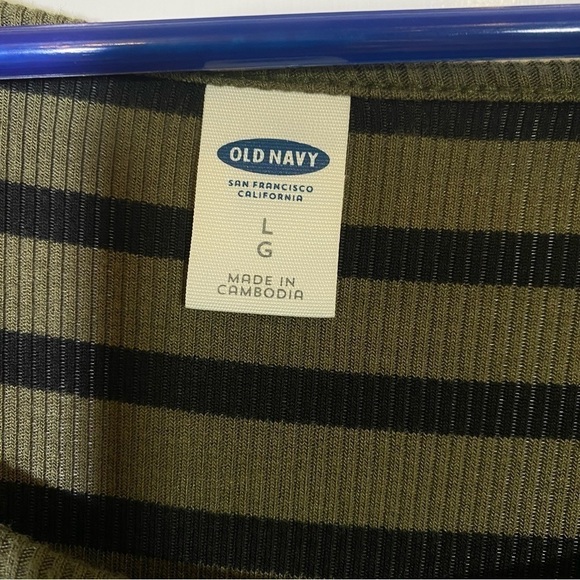 OLD NAVY
SAN FRANCISCO
CALIFORNIA
L
G
MADE IN
CAMBODIA